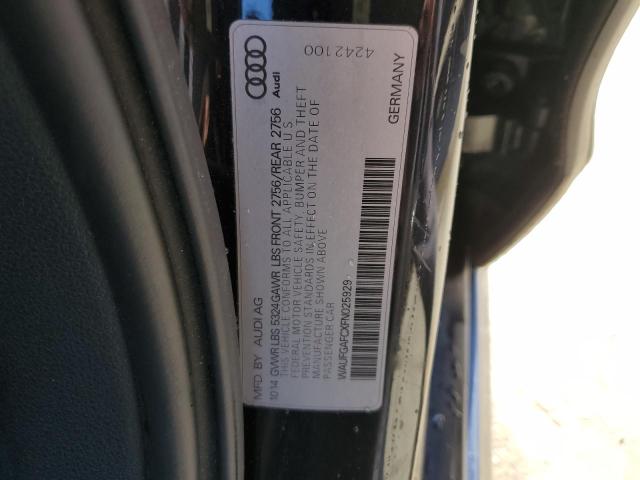 Audi
4242100
MFD BY AUDI AG
10 14 GVWR LBS 5324 GAWR LBS FRONT 2756/REAR 2756
THIS VEHICLE CONFORMS TO ALL APPLICABLE U S
FEDERAL MOTOR VEHICLE SAFETY, BUMPER AND THEFT
PREVENTION STANDARDS IN EFFECT ON THE DATE OF
MANUFACTURE SHOWN ABOVE
PASSENGER CAR
GERMANY
WAUFGAFCXFN025929